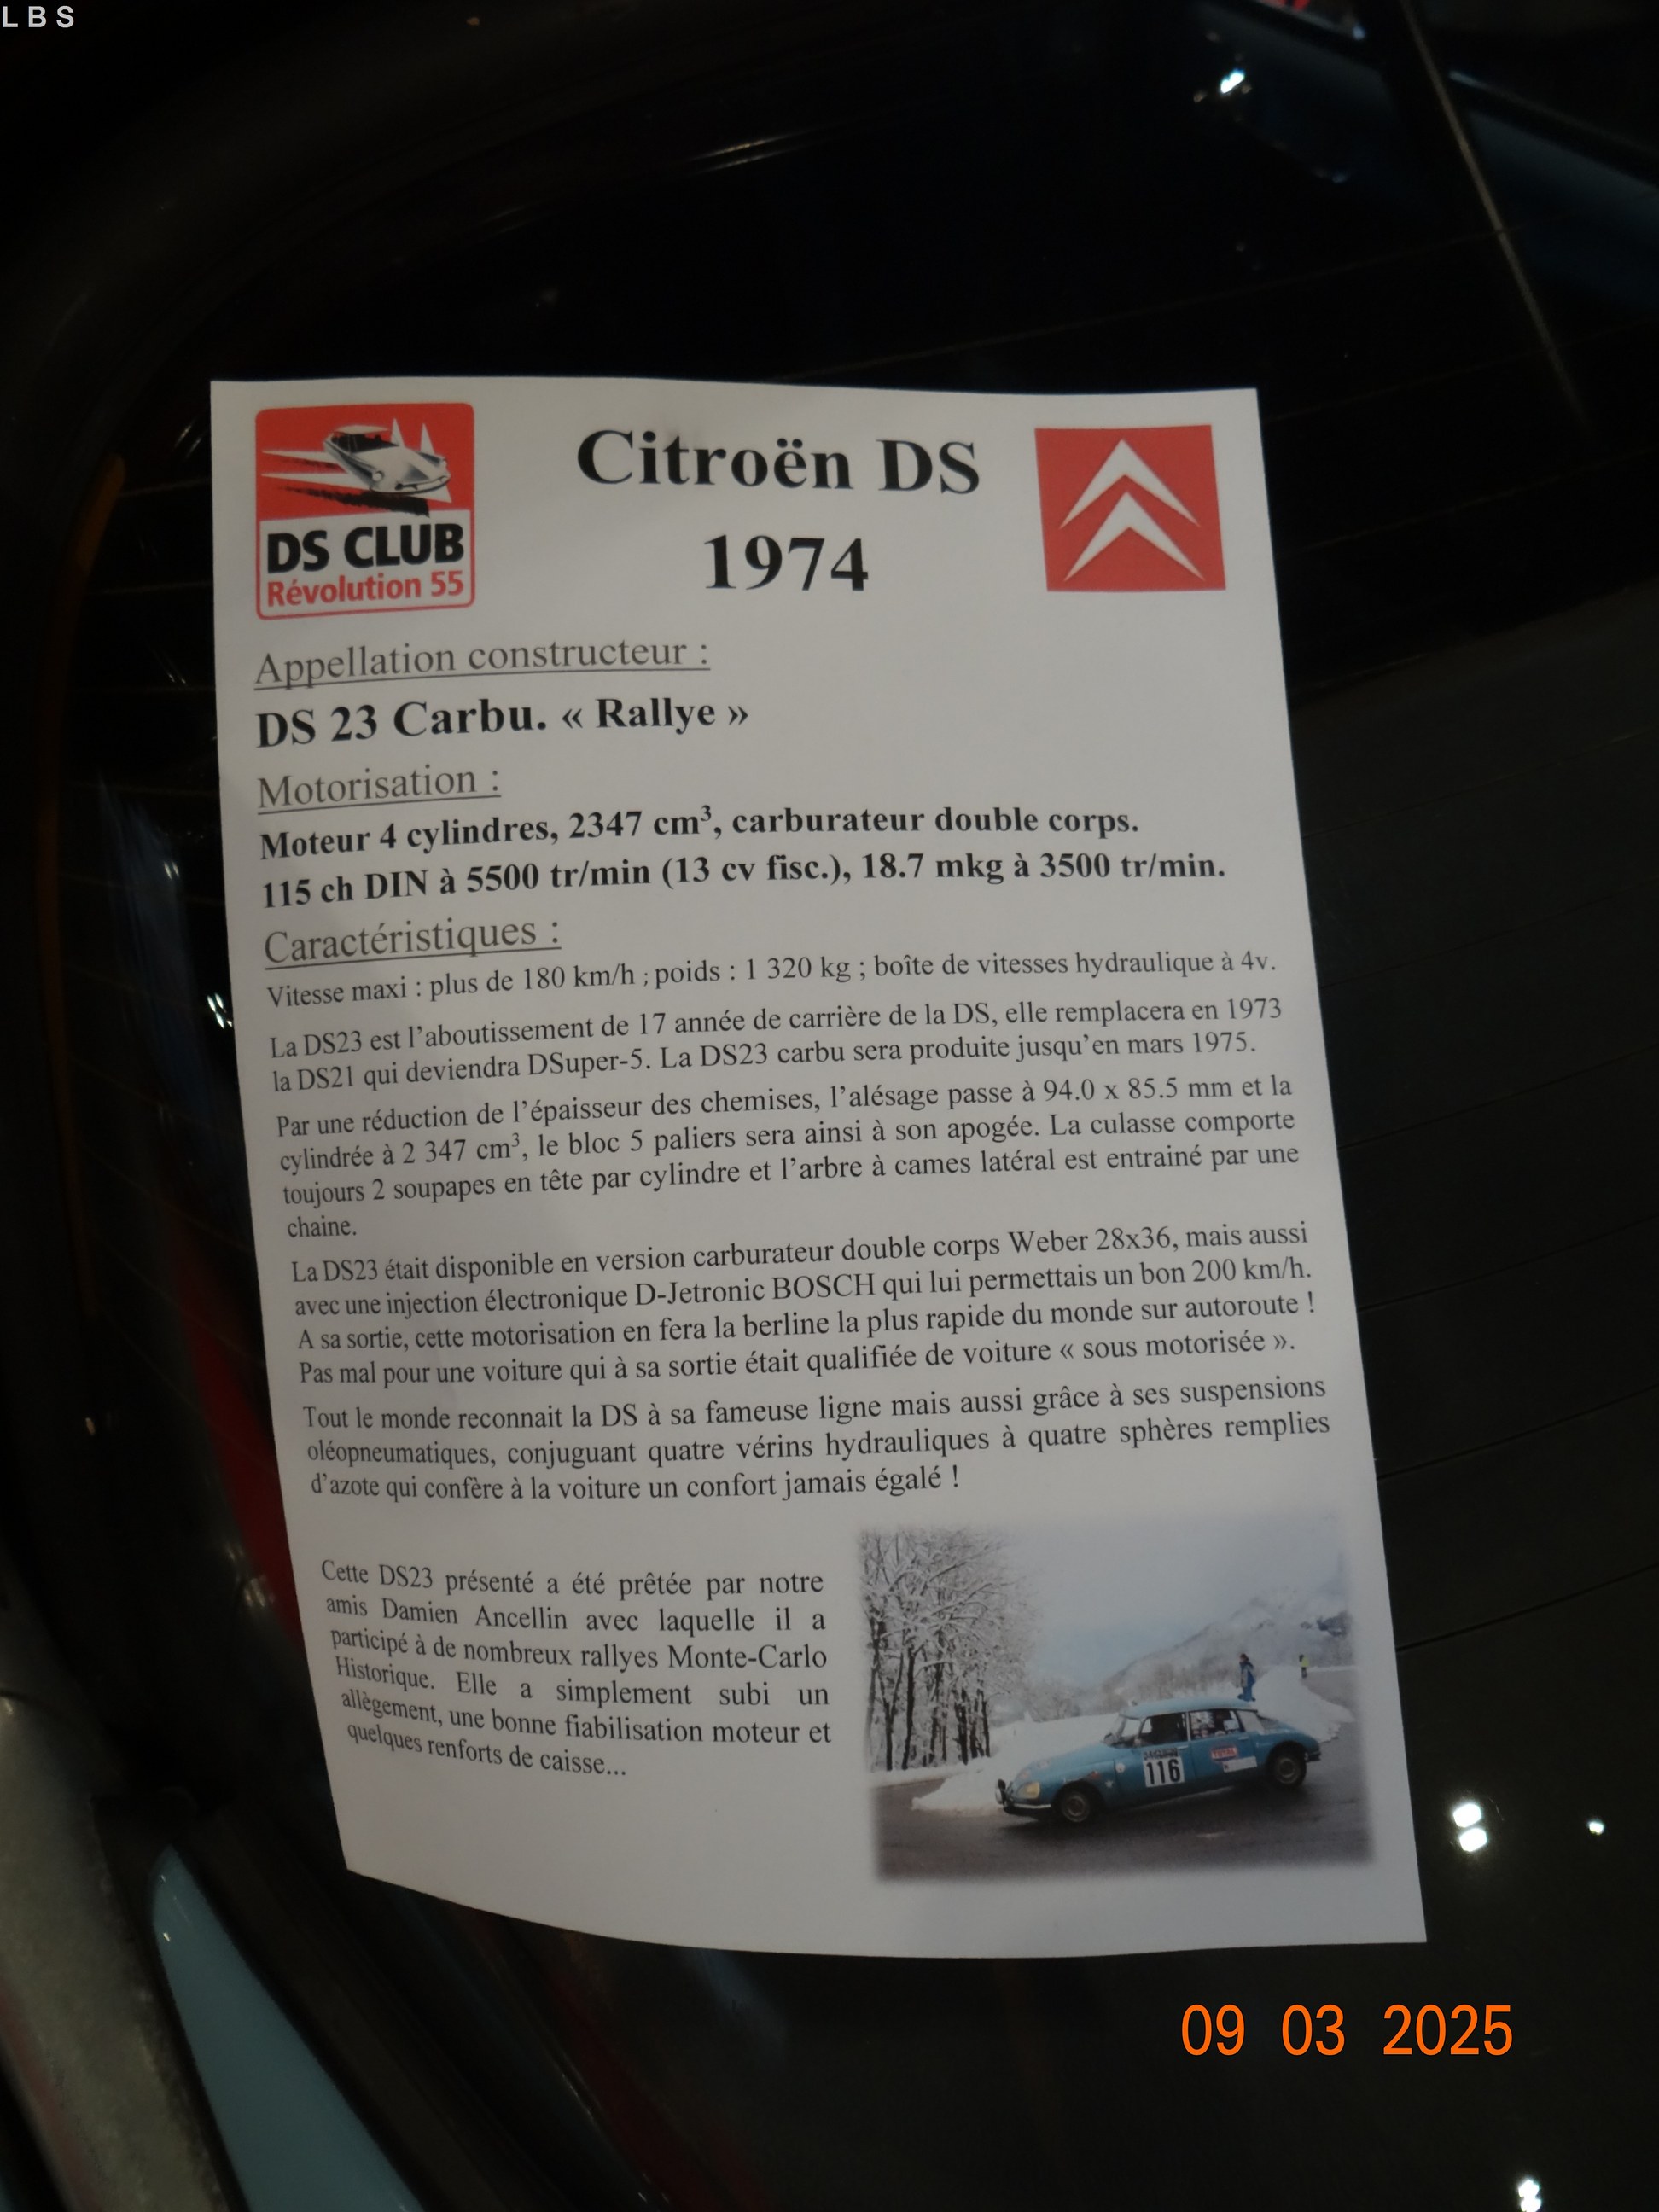 L B S
DS CLUB
Révolution 55
Citroën DS
1974
Appellation constructeur :
DS 23 Carbu. « Rallye »
Motorisation :
Moteur 4 cylindres, 2347 cm³, carburateur double corps.
115 ch DIN à 5500 tr/min (13 cv fisc.), 18.7 mkg à 3500 tr/min.
Caractéristiques :
Vitesse maxi : plus de 180 km/h ; poids : 1 320 kg ; boîte de vitesses hydraulique à 4v.
La DS23 est l’aboutissement de 17 année de carrière de la DS, elle remplacera en 1973
la DS21 qui deviendra DSuper-5. La DS23 carbu sera produite jusqu’en mars 1975.
Par une réduction de l’épaisseur des chemises, l’alésage passe à 94.0 x 85.5 mm et la
cylindrée à 2 347 cm³, le bloc 5 paliers sera ainsi à son apogée. La culasse comporte
toujours 2 soupapes en tête par cylindre et l’arbre à cames latéral est entrainé par une
chaine.
La DS23 était disponible en version carburateur double corps Weber 28x36, mais aussi
avec une injection électronique D-Jetronic BOSCH qui lui permettais un bon 200 km/h.
A sa sortie, cette motorisation en fera la berline la plus rapide du monde sur autoroute !
Pas mal pour une voiture qui à sa sortie était qualifiée de voiture « sous motorisée ».
Tout le monde reconnait la DS à sa fameuse ligne mais aussi grâce à ses suspensions
oléopneumatiques, conjuguant quatre vérins hydrauliques à quatre sphères remplies
d’azote qui confère à la voiture un confort jamais égalé !
Cette DS23 présenté a été prêtée par notre
amis Damien Ancellin avec laquelle il a
participé à de nombreux rallyes Monte-Carlo
Historique. Elle a simplement subi un
allègement, une bonne fiabilisation moteur et
quelques renforts de caisse...
116
TOTAL
09 03 2025